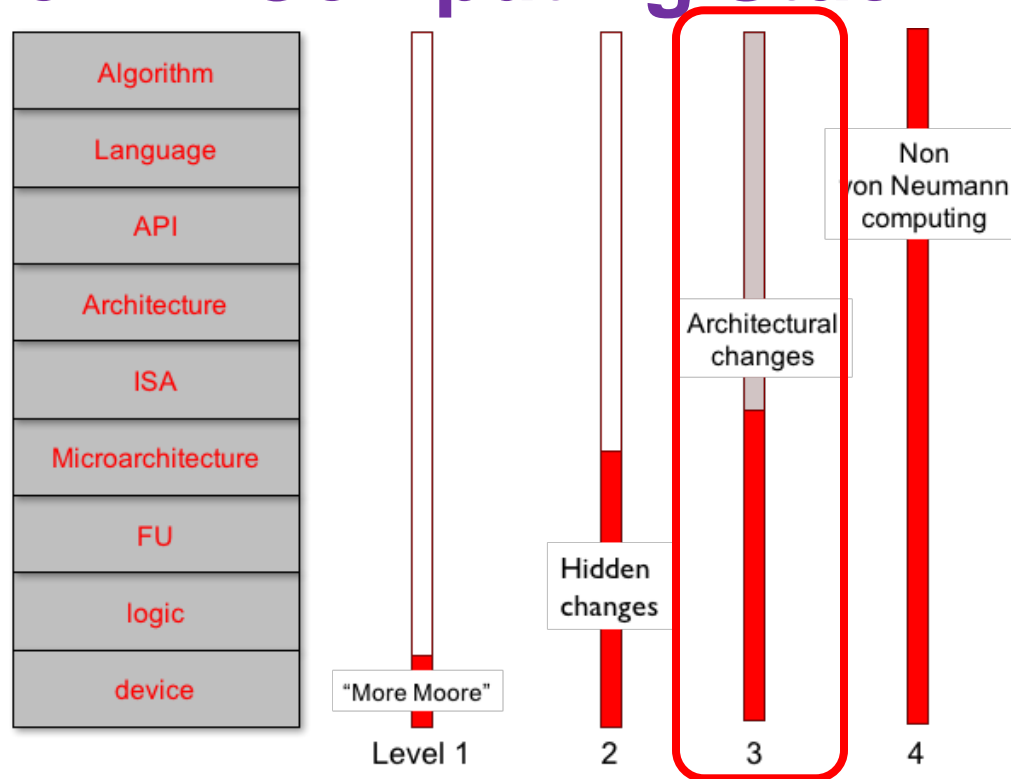 Computing
Algorithm
Language
API
Architecture
ISA
Microarchitecture
FU
logic
device
“More Moore”
Level 1
Hidden
changes
2
Architectural
changes
3
Non
von Neumann
computing
4